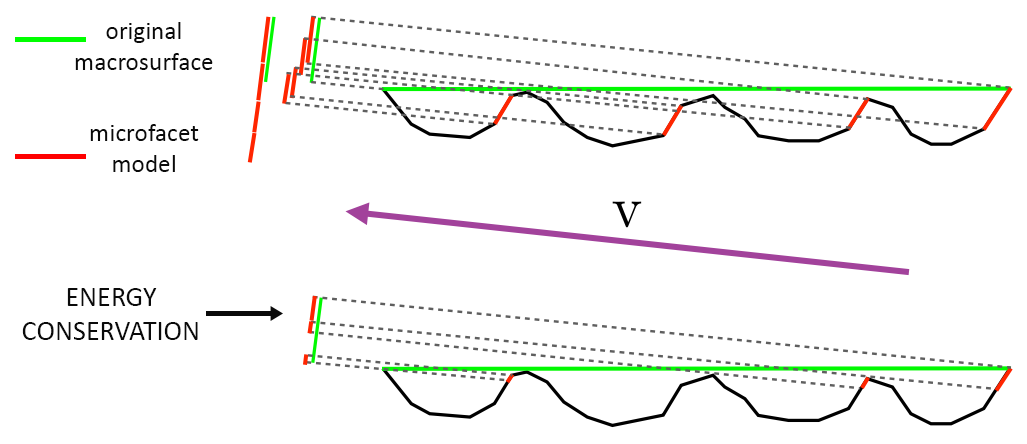 original
macrosurface
microfacet
model
V
ENERGY
CONSERVATION